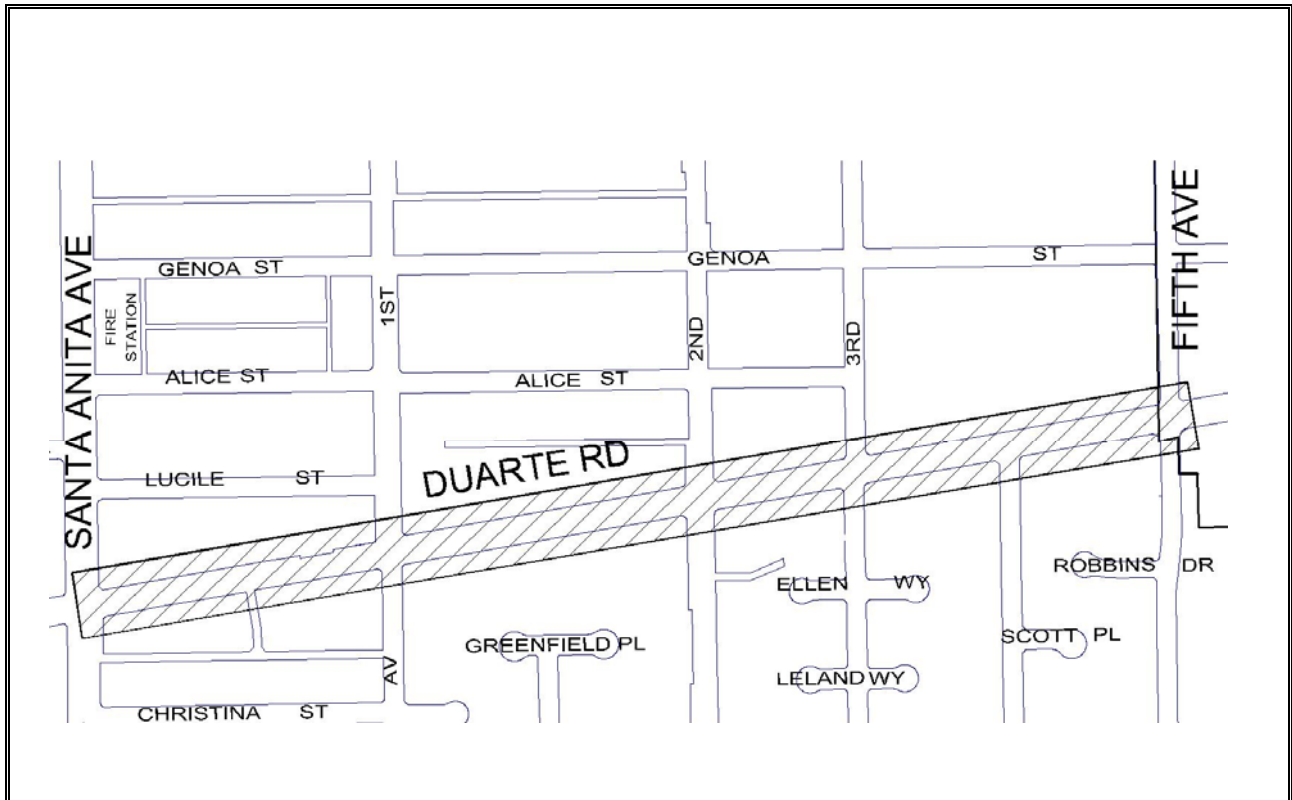 SANTA ANITA AVE
FIFTH AVE
GENOA ST
GENOA ST
FIRE
STATION
1ST
2ND
3RD
ALICE ST
ALICE ST
DUARTE RD
LUCILE ST
ELLEN WY
ROBBINS DR
GREENFIELD PL
SCOTT PL
AV
LELAND WY
CHRISTINA ST